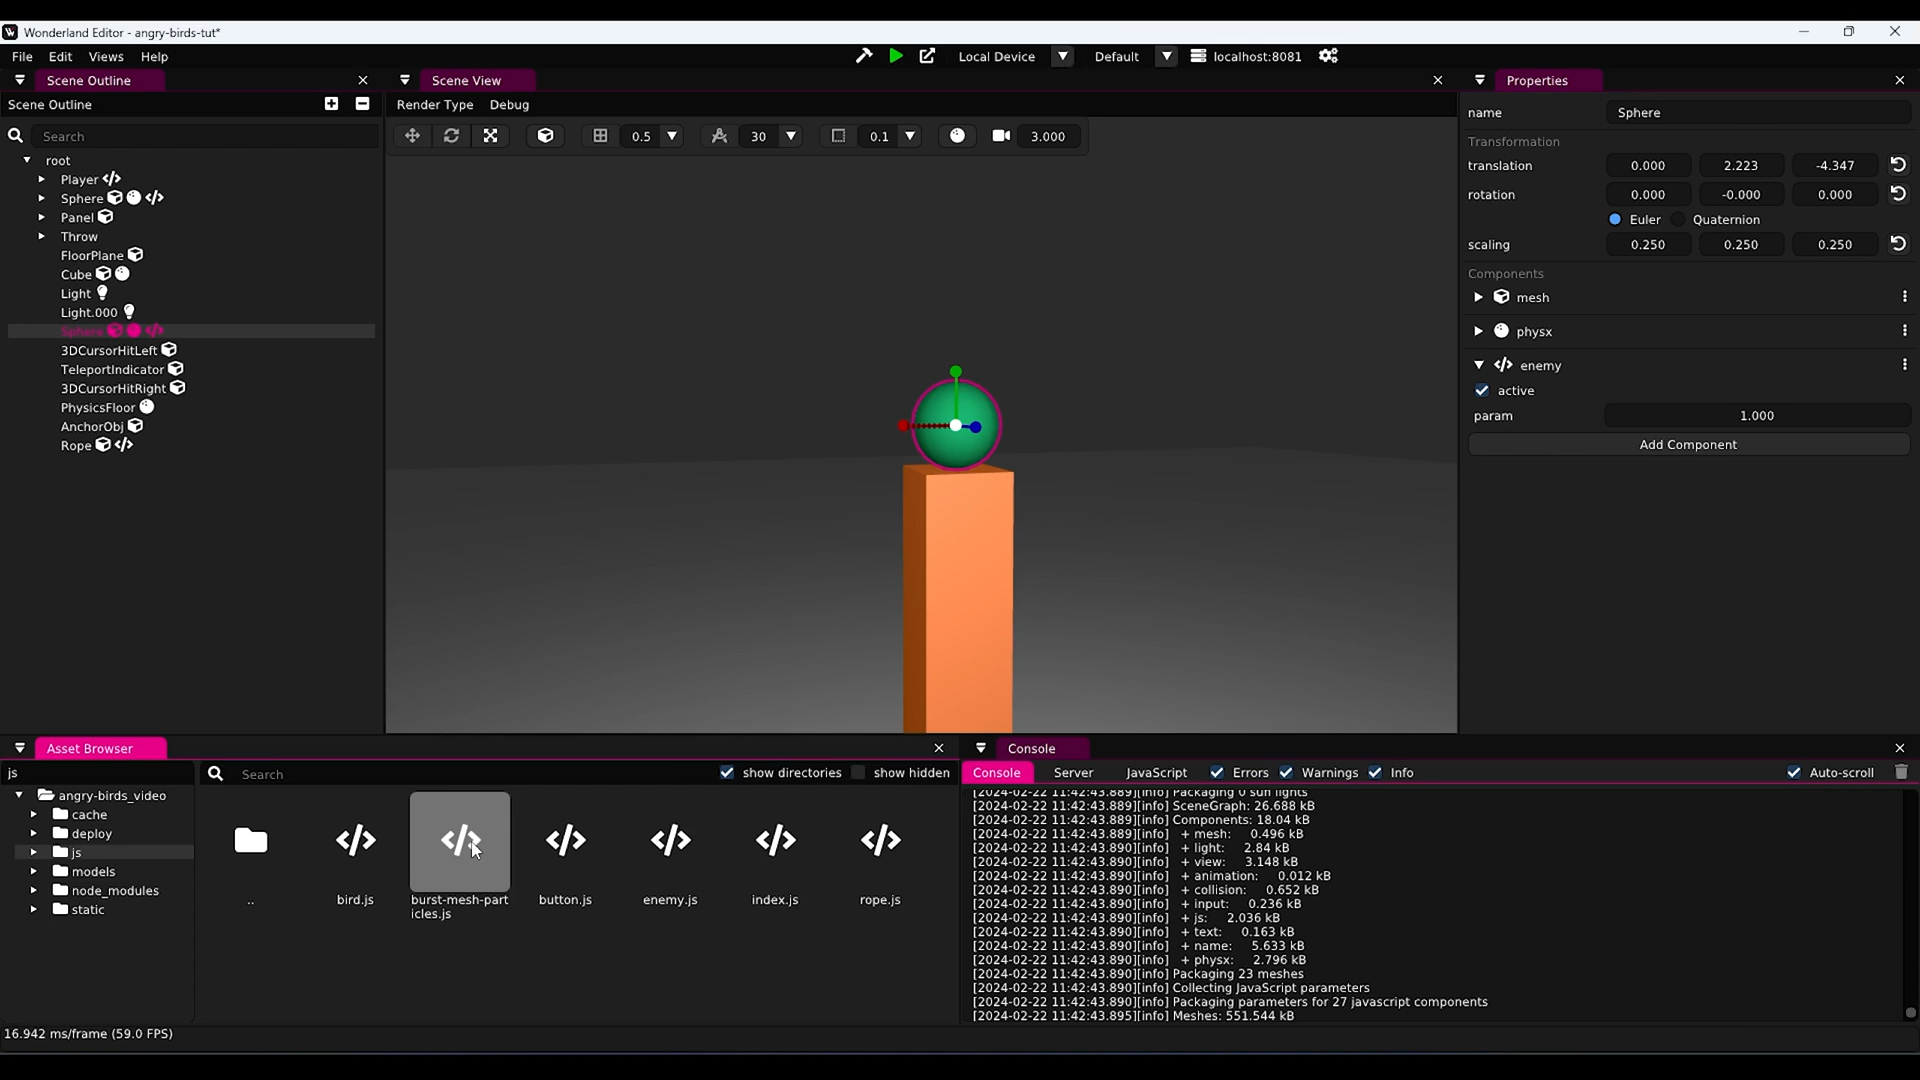 Wonderland Editor - angry-birds-tut*
File Edit Views Help
Local Device Default localhost:8081
Scene Outline
Scene View
Properties
Scene Outline
Render Type Debug
name Sphere
Search
0.5 30 0.1 3.000
Transformation
translation 0.000 2.223 -4.347
rotation 0.000 -0.000 0.000
Euler Quaternion
scaling 0.250 0.250 0.250
Components
mesh
physx
enemy
active
param 1.000
Add Component
root
Player
Sphere
Panel
Throw
FloorPlane
Cube
Light
Light.000
Sphere
3DCursorHitLeft
TeleportIndicator
3DCursorHitRight
PhysicsFloor
AnchorObj
Rope
Asset Browser
js
Search
show directories show hidden
angry-birds_video
cache
deploy
js
models
node_modules
static
..
bird.js
burst-mesh-part
icles.js
button.js
enemy.js
index.js
rope.js
Console
Console Server JavaScript Errors Warnings Info Auto-scroll
[2024-02-22 11:42:43.889][info] Packaging 0 sun lights
[2024-02-22 11:42:43.889][info] SceneGraph: 26.688 kB
[2024-02-22 11:42:43.890][info] Components: 18.04 kB
[2024-02-22 11:42:43.890][info] + mesh: 0.496 kB
[2024-02-22 11:42:43.890][info] + light: 2.84 kB
[2024-02-22 11:42:43.890][info] + view: 3.148 kB
[2024-02-22 11:42:43.890][info] + animation: 0.012 kB
[2024-02-22 11:42:43.890][info] + collision: 0.652 kB
[2024-02-22 11:42:43.890][info] + input: 0.236 kB
[2024-02-22 11:42:43.890][info] + js: 2.036 kB
[2024-02-22 11:42:43.890][info] + text: 0.163 kB
[2024-02-22 11:42:43.890][info] + name: 5.633 kB
[2024-02-22 11:42:43.890][info] + physx: 2.796 kB
[2024-02-22 11:42:43.890][info] Packaging 23 meshes
[2024-02-22 11:42:43.890][info] Collecting JavaScript parameters
[2024-02-22 11:42:43.890][info] Packaging parameters for 27 javascript components
[2024-02-22 11:42:43.895][info] Meshes: 551.544 kB
16.942 ms/frame (59.0 FPS)